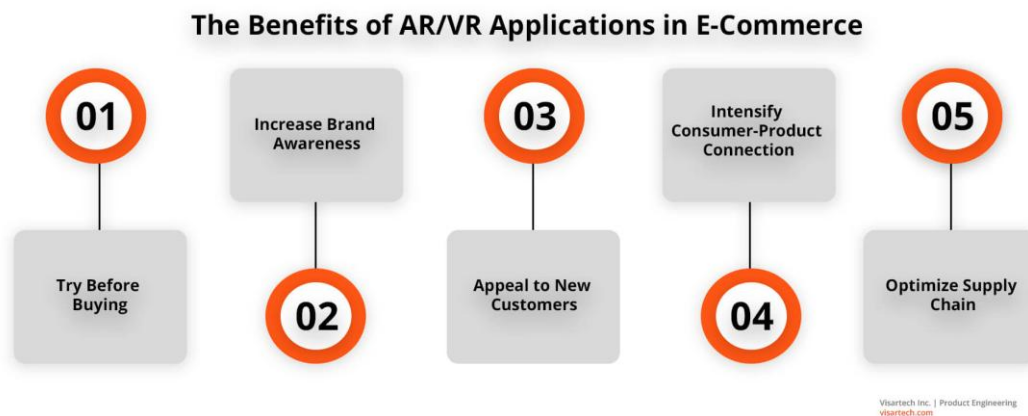 The Benefits of AR/VR Applications in E-Commerce
01
Try Before
Buying
Increase Brand
Awareness
02
03
Appeal to New
Customers
Intensify
Consumer-Product
Connection
04
05
Optimize Supply
Chain
Visartech Inc. | Product Engineering
visartech.com